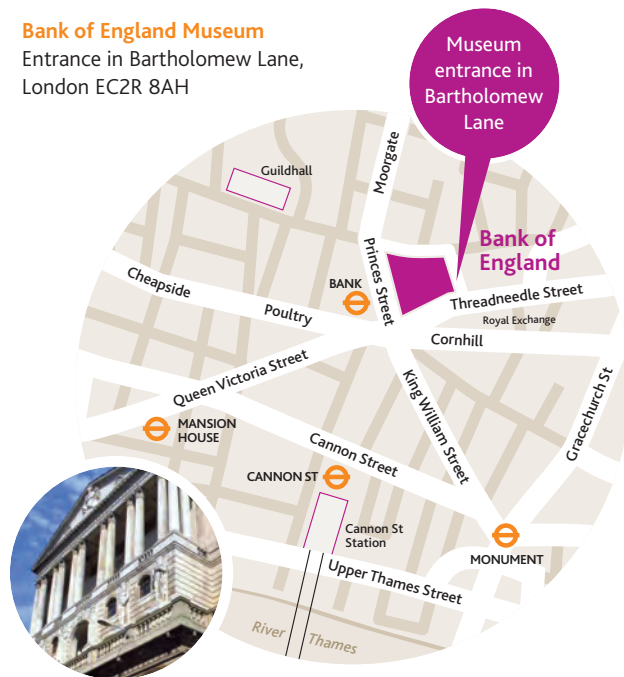 Bank of England Museum
Entrance in Bartholomew Lane,
London EC2R 8AH
Museum
entrance in
Bartholomew
Lane
Moorgate
Guildhall
Princes Street
Bank of
England
Cheapside
BANK
Threadneedle Street
Poultry
Royal Exchange
Cornhill
Queen Victoria Street
King William Street
Gracechurch St
MANSION
HOUSE
Cannon Street
CANNON ST
Cannon St
Station
MONUMENT
Upper Thames Street
River Thames